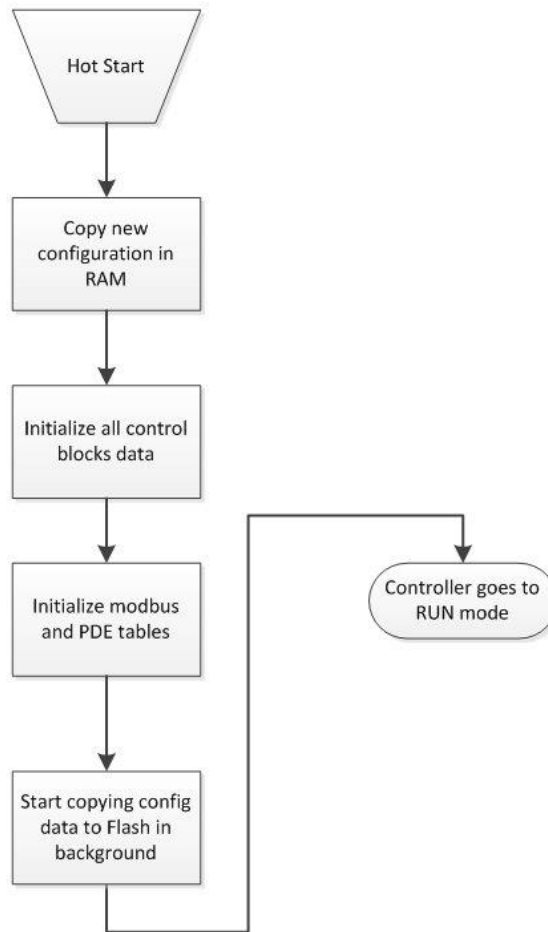 Hot Start
Copy new
configuration in
RAM
Initialize all control
blocks data
Initialize modbus
and PDE tables
Start copying config
data to Flash in
background
Controller goes to
RUN mode